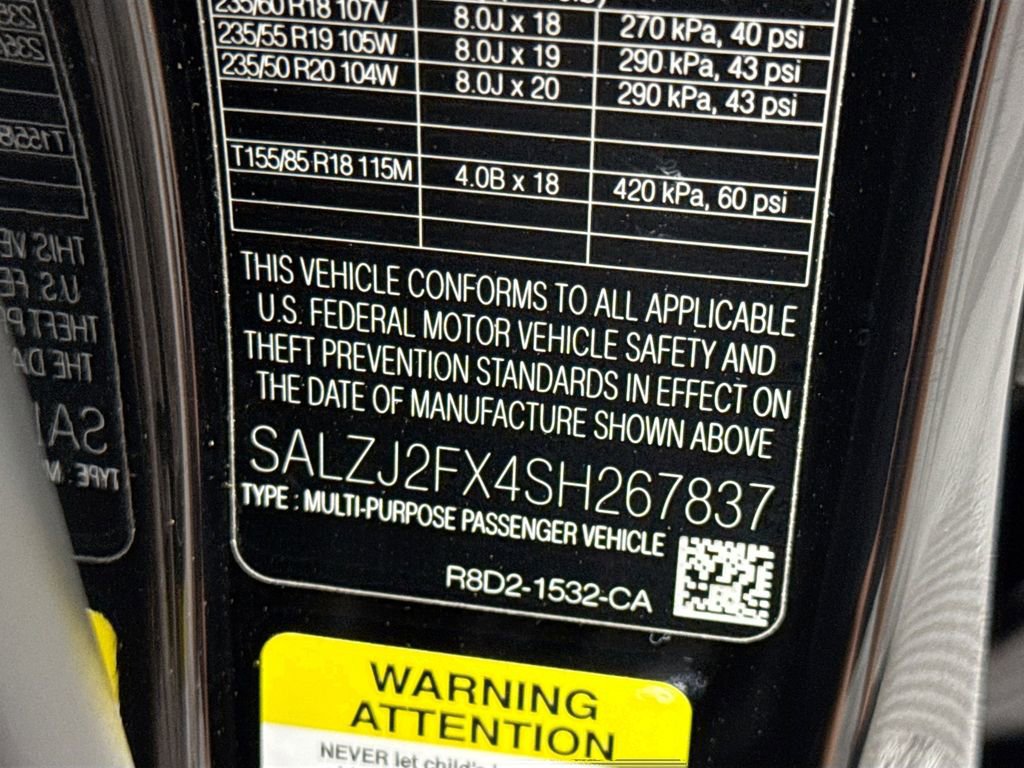 235/60 R18 107V 8.0J x 18 270 kPa, 40 psi
235/55 R19 105W 8.0J x 19 290 kPa, 43 psi
235/50 R20 104W 8.0J x 20 290 kPa, 43 psi
T155/85 R18 115M 4.0B x 18 420 kPa, 60 psi
THIS VEHICLE CONFORMS TO ALL APPLICABLE
U.S. FEDERAL MOTOR VEHICLE SAFETY AND
THEFT PREVENTION STANDARDS IN EFFECT ON
THE DATE OF MANUFACTURE SHOWN ABOVE
SALZJ2FX4SH267837
TYPE : MULTI-PURPOSE PASSENGER VEHICLE
R8D2-1532-CA
WARNING
ATTENTION
NEVER let child's